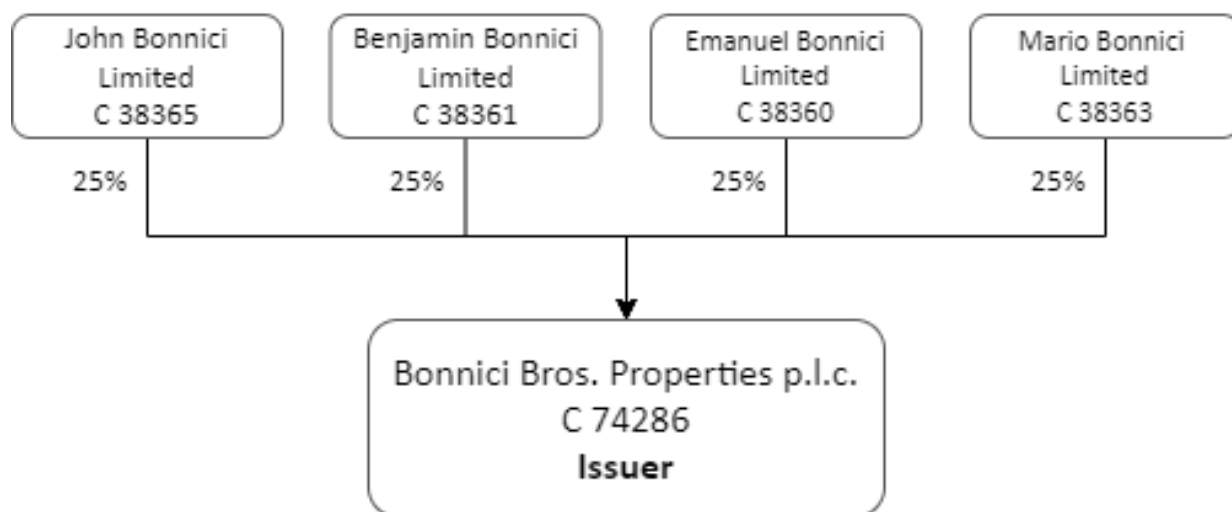 John Bonnici
Limited
C 38365
Benjamin Bonnici
Limited
C 38361
Emanuel Bonnici
Limited
C 38360
Mario Bonnici
Limited
C 38363
25%
25%
25%
25%
Bonnici Bros. Properties p.l.c.
C 74286
Issuer